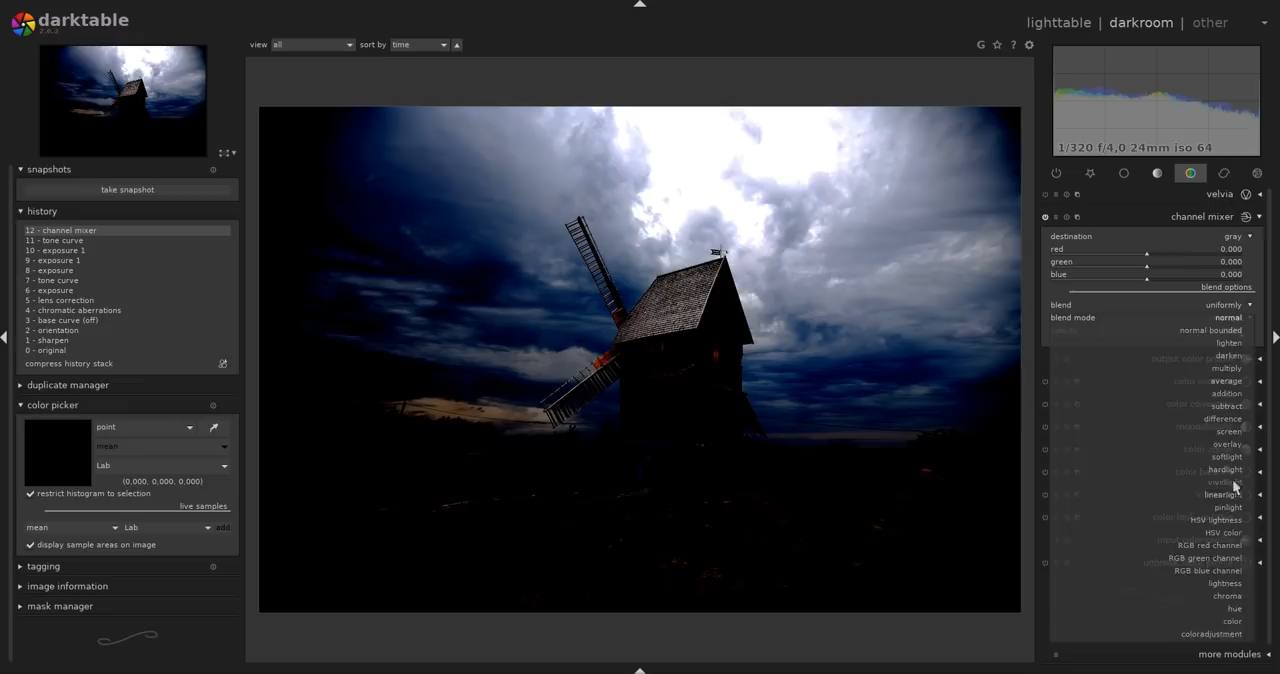 darktable
2.0.2
lighttable | darkroom | other
view all sort by time
G ☆ ?
1/320 f/4,0 24mm iso 64
snapshots
take snapshot
history
12 - channel mixer
11 - tone curve
10 - exposure 1
9 - exposure 1
8 - exposure
7 - tone curve
6 - exposure
5 - lens correction
4 - chromatic aberrations
3 - base curve (off)
2 - orientation
1 - sharpen
0 - original
compress history stack
duplicate manager
color picker
point
mean
Lab
(0,000, 0,000, 0,000)
restrict histogram to selection
live samples
mean Lab add
display sample areas on image
tagging
image information
mask manager
velvia
channel mixer
destination gray
red 0,000
green 0,000
blue 0,000
blend options
blend uniformly
blend mode normal
normal bounded
lighten
darken
multiply
average
addition
subtract
difference
screen
overlay
softlight
hardlight
vividlight
linearlight
pinlight
HSV lightness
HSV color
RGB red channel
RGB green channel
RGB blue channel
lightness
chroma
hue
color
coloradjustment
more modules